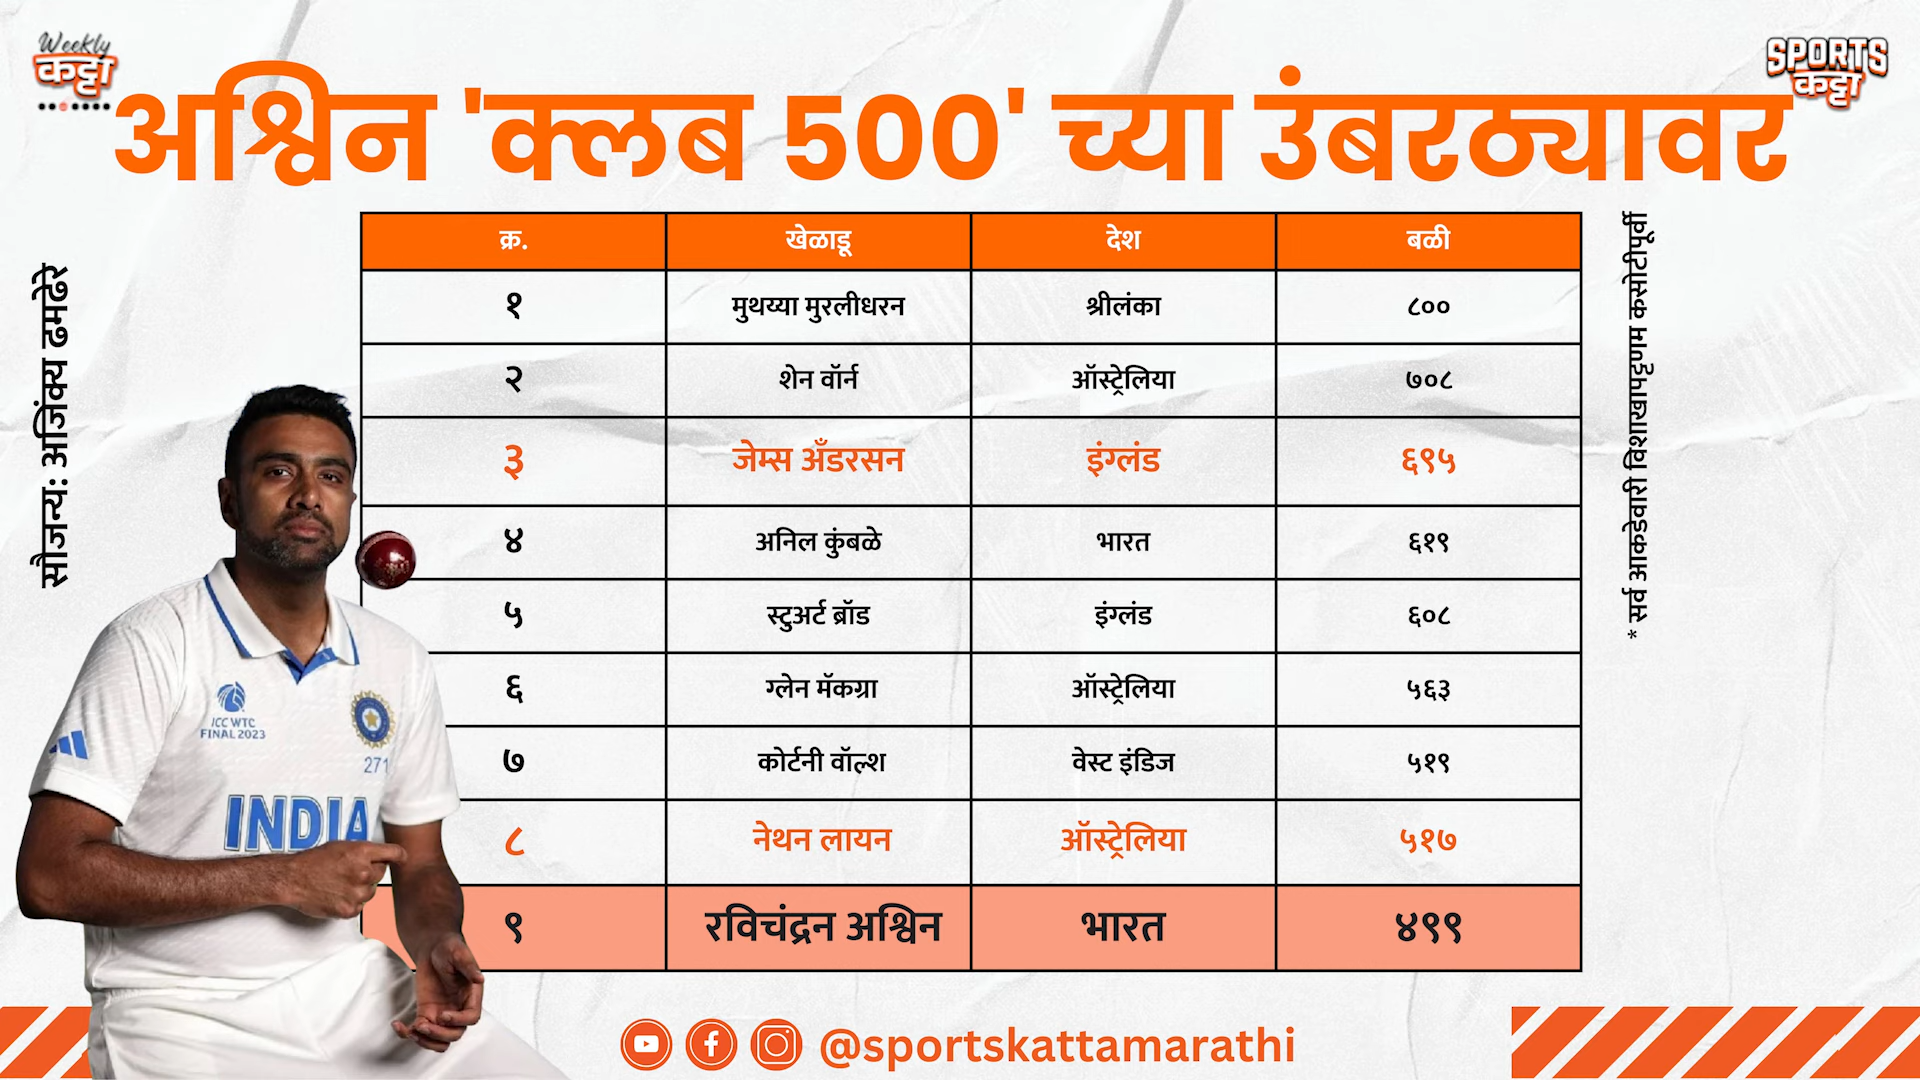 Weekly
कट्टा
SPORTS
कट्टा
अश्विन 'क्लब 500' च्या उंबरठ्यावर
क्र. खेळाडू देश बळी
१ मुथय्या मुरलीधरन श्रीलंका ८००
२ शेन वॉर्न ऑस्ट्रेलिया ७०८
३ जेम्स अँडरसन इंग्लंड ६९५
४ अनिल कुंबळे भारत ६१९
५ स्टुअर्ट ब्रॉड इंग्लंड ६०८
६ ग्लेन मॅकग्रा ऑस्ट्रेलिया ५६३
७ कोर्टनी वॉल्श वेस्ट इंडिज ५१९
८ नेथन लायन ऑस्ट्रेलिया ५१७
९ रविचंद्रन अश्विन भारत ४९९
सौजन्य: अजिंक्य ढमढेरे
* सर्व आकडेवारी विशाखापट्टणम कसोटीपूर्वी
ICC WTC
FINAL 2023
271
INDIA
@sportskattamarathi